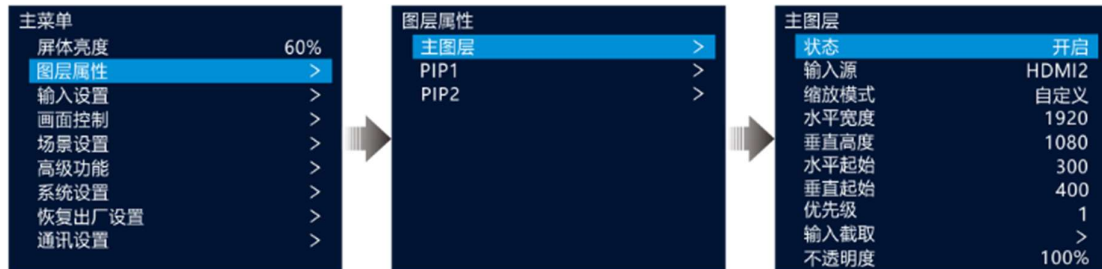 主菜单
屏体亮度 60%
图层属性 >
输入设置 >
画面控制 >
场景设置 >
高级功能 >
系统设置 >
恢复出厂设置 >
通讯设置 >
图层属性
主图层 >
PIP1 >
PIP2 >
主图层
状态 开启
输入源 HDMI2
缩放模式 自定义
水平宽度 1920
垂直高度 1080
水平起始 300
垂直起始 400
优先级 1
输入截取 >
不透明度 100%